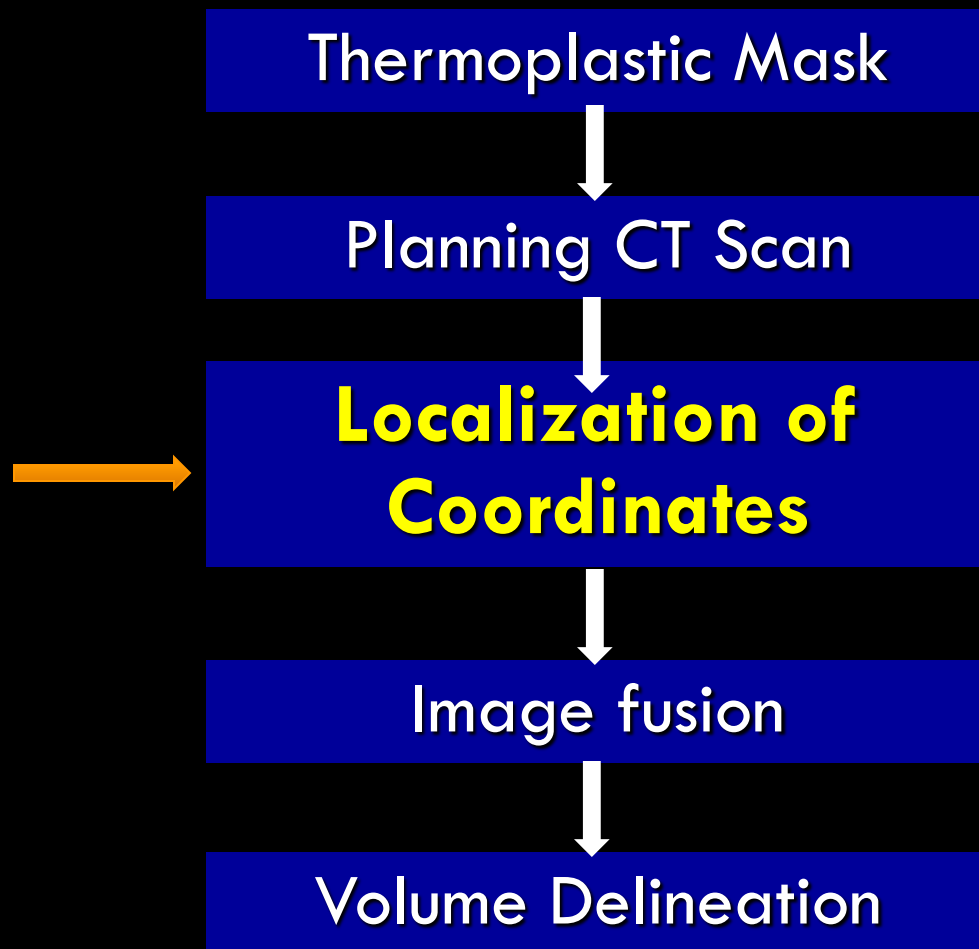 Thermoplastic Mask
Planning CT Scan
Localization of
Coordinates
Image fusion
Volume Delineation